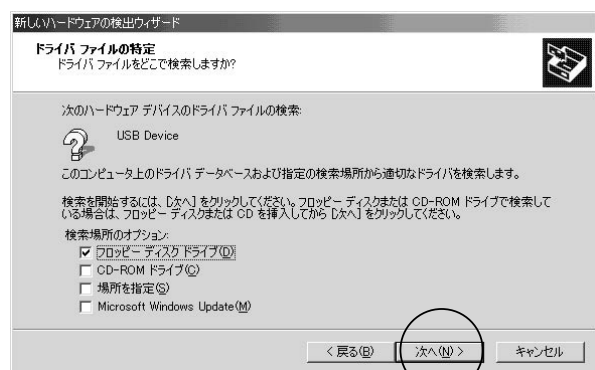 新しいハードウェアの検出ウィザード
ドライバ ファイルの特定
ドライバ ファイルをどこで検索しますか?
次のハードウェア デバイスのドライバ ファイルの検索:
USB Device
このコンピュータ上のドライバ データベースおよび指定の検索場所から適切なドライバを検索します。
検索を開始するには、[次へ] をクリックしてください。フロッピー ディスクまたは CD-ROM ドライブで検索して
いる場合は、フロッピー ディスクまたは CD を挿入してから [次へ] をクリックしてください。
検索場所のオプション:
フロッピー ディスク ドライブ(D)
CD-ROM ドライブ(C)
場所を指定(S)
Microsoft Windows Update(M)
< 戻る(B) 次へ(N) > キャンセル